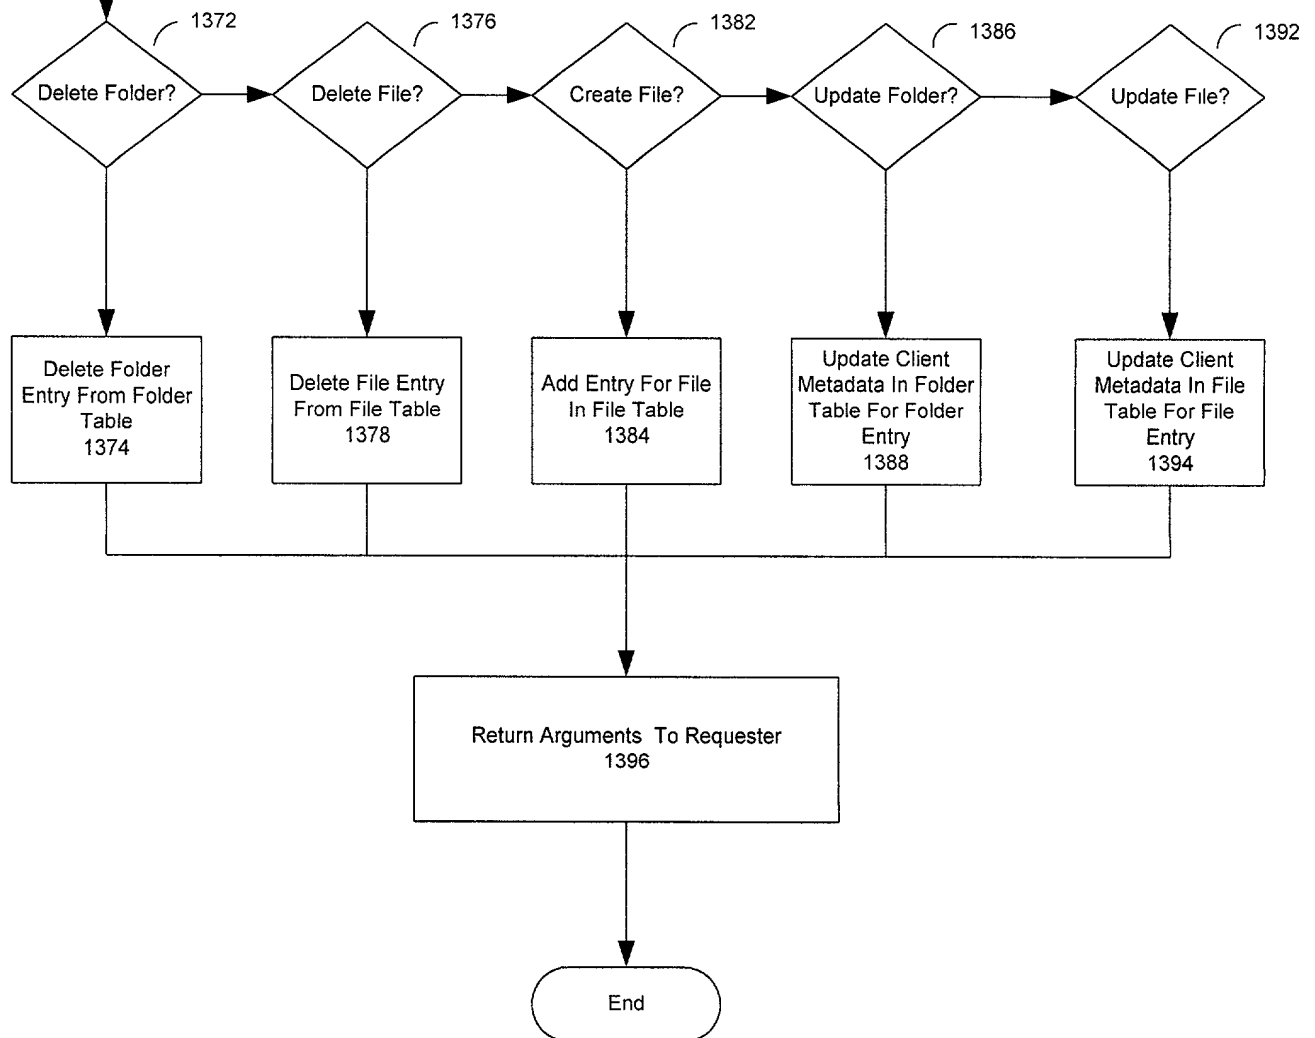 1372
1376
1382
1386
1392
Delete Folder?
Delete File?
Create File?
Update Folder?
Update File?
Delete Folder
Entry From Folder
Table
1374
Delete File Entry
From File Table
1378
Add Entry For File
In File Table
1384
Update Client
Metadata In Folder
Table For Folder
Entry
1388
Update Client
Metadata In File
Table For File
Entry
1394
Return Arguments To Requester
1396
End